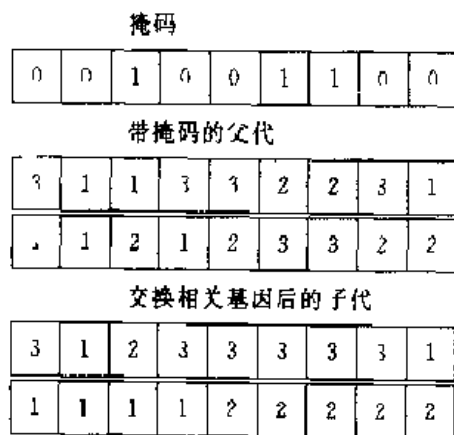 掩码
0 0 1 0 0 1 1 0 0
带掩码的父代
3 1 1 3 3 2 2 3 1
1 1 2 1 2 3 3 2 2
交换相关基因后的子代
3 1 2 3 3 3 3 3 1
1 1 1 1 2 2 2 2 2